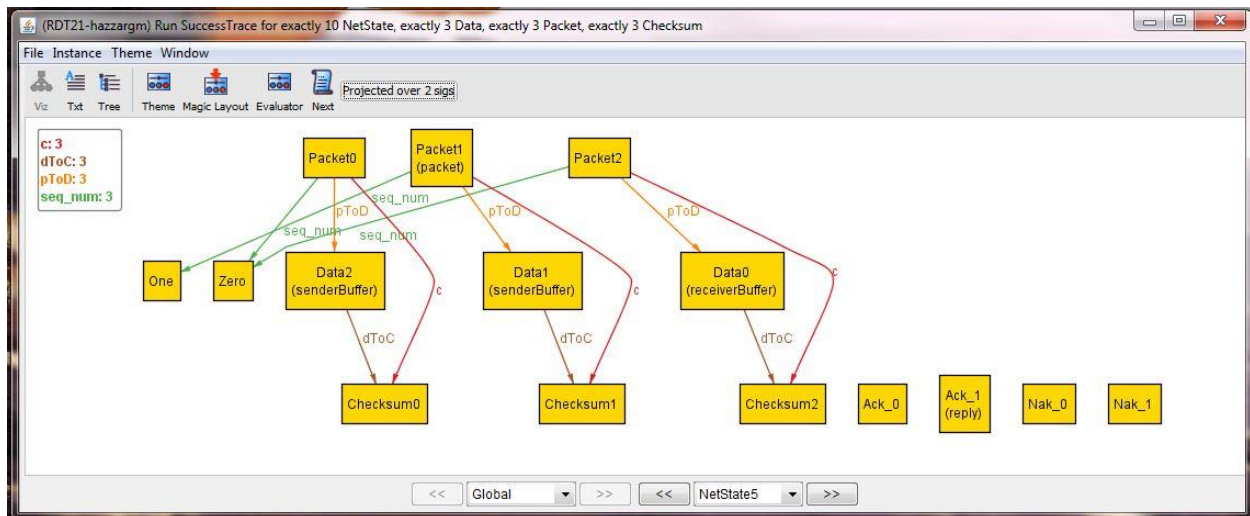 (RDT21-hazzargm) Run SuccessTrace for exactly 10 NetState, exactly 3 Data, exactly 3 Packet, exactly 3 Checksum
File Instance Theme Window
Viz Txt Tree Theme Magic Layout Evaluator Next Projected over 2 sigs
c: 3
dToC: 3
pToD: 3
seq_num: 3
Packet0
Packet1
(packet)
Packet2
seq_num
pToD
pToD
pToD
seq_num
seq_num
One
Zero
Data2
(senderBuffer)
c
Data1
(senderBuffer)
c
Data0
(receiverBuffer)
c
dToC
dToC
dToC
Checksum0
Checksum1
Checksum2
Ack_0
Ack_1
(reply)
Nak_0
Nak_1
<< Global >> << NetState5 >>